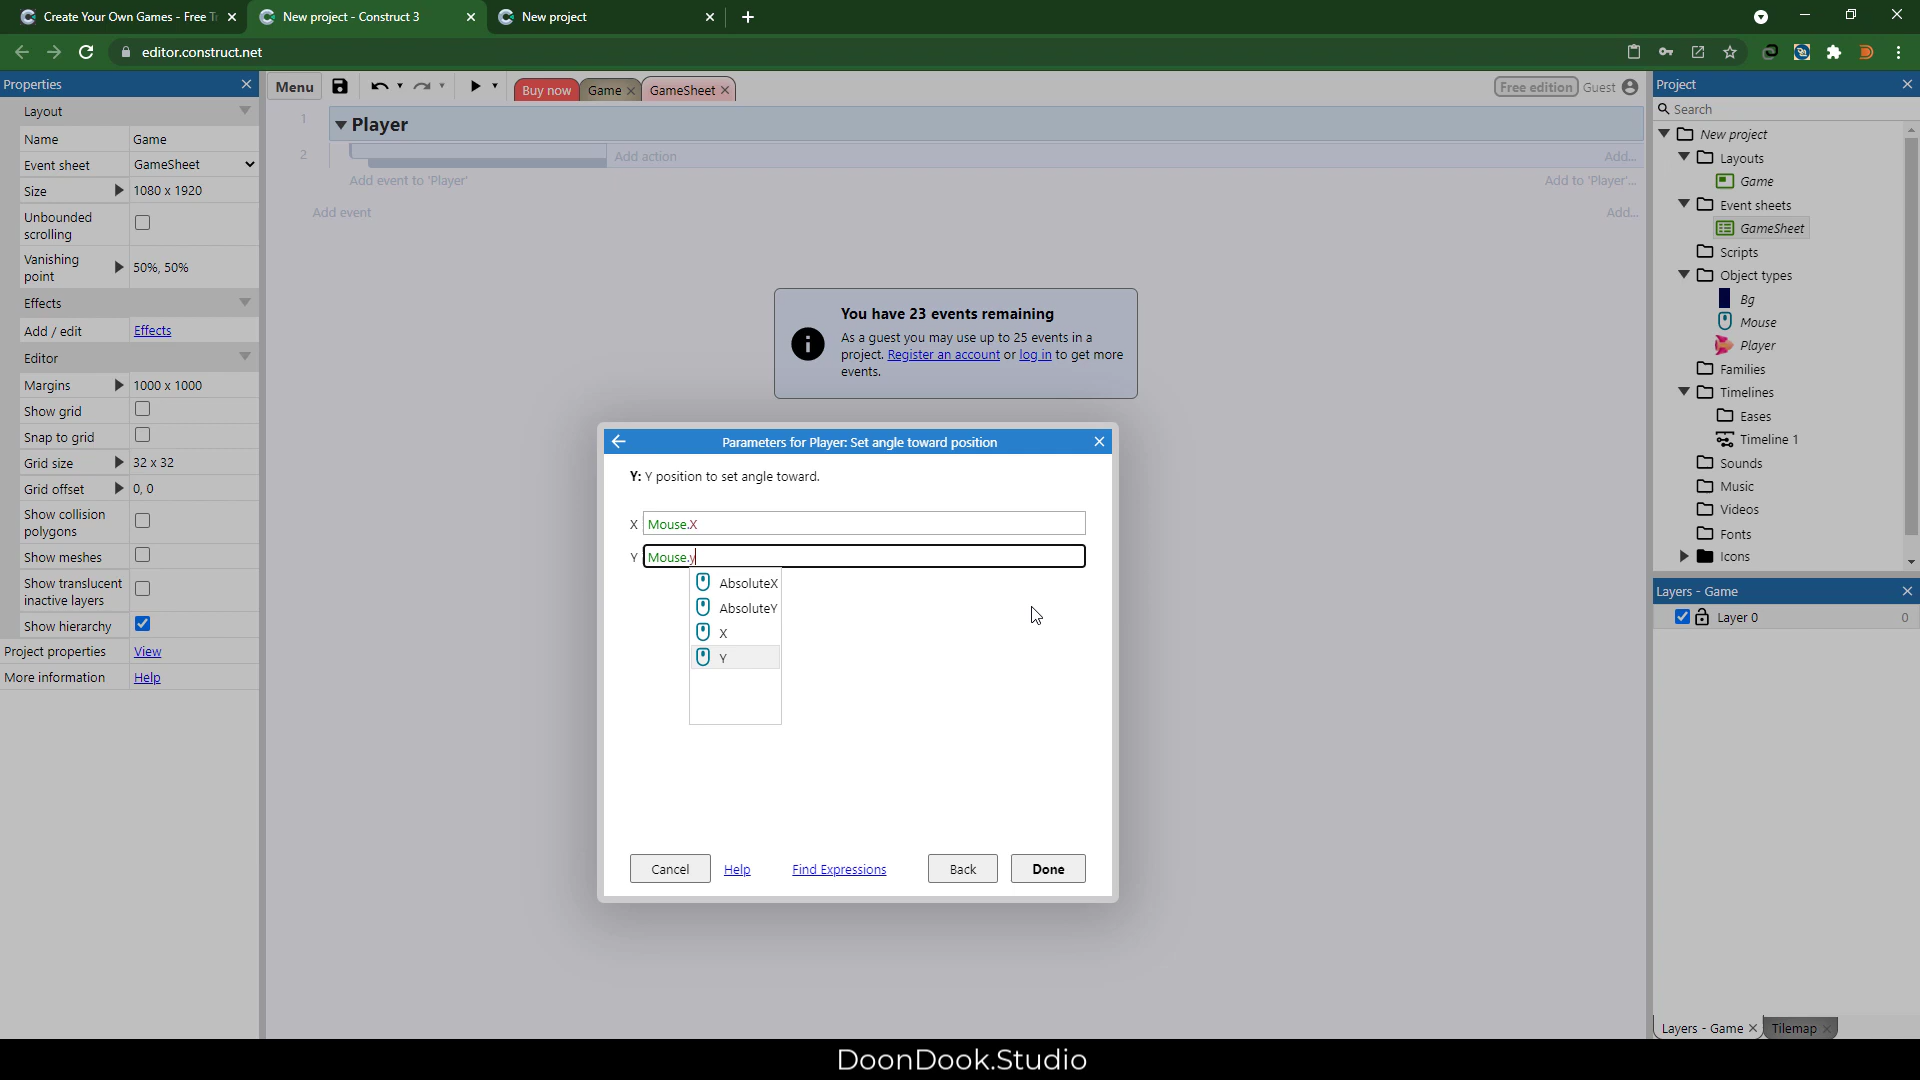 Create Your Own Games - Free Tr
New project - Construct 3
New project
editor.construct.net
Properties
Menu
Buy now
Game
GameSheet
Free edition
Guest
Project
Layout
Name
Game
Event sheet
GameSheet
Size
1080 x 1920
Unbounded
scrolling
Vanishing
point
50%, 50%
Effects
Add / edit
Effects
Editor
Margins
1000 x 1000
Show grid
Snap to grid
Grid size
32 x 32
Grid offset
0, 0
Show collision
polygons
Show meshes
Show translucent
inactive layers
Show hierarchy
Project properties
View
More information
Help
1
Player
2
Add action
Add...
Add event to 'Player'
Add to 'Player'...
Add event
Add...
You have 23 events remaining
As a guest you may use up to 25 events in a
project. Register an account or log in to get more
events.
Parameters for Player: Set angle toward position
Y: Y position to set angle toward.
X
Mouse.X
Y
Mouse.y
AbsoluteX
AbsoluteY
X
Y
Cancel
Help
Find Expressions
Back
Done
Search
New project
Layouts
Game
Event sheets
GameSheet
Scripts
Object types
Bg
Mouse
Player
Families
Timelines
Eases
Timeline 1
Sounds
Music
Videos
Fonts
Icons
Layers - Game
Layer 0
0
Layers - Game
Tilemap
DoonDook.Studio